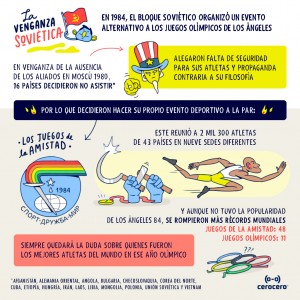 La
VENGANZA
SOVIÉTICA
EN 1984, EL BLOQUE SOVIÉTICO ORGANIZÓ UN EVENTO
ALTERNATIVO A LOS JUEGOS OLÍMPICOS DE LOS ÁNGELES
EN VENGANZA DE LA AUSENCIA
DE LOS ALIADOS EN MOSCÚ 1980,
16 PAÍSES DECIDIERON NO ASISTIR*
ALEGARON FALTA DE SEGURIDAD
PARA SUS ATLETAS Y PROPAGANDA
CONTRARIA A SU FILOSOFÍA
POR LO QUE DECIDIERON HACER SU PROPIO EVENTO DEPORTIVO A LA PAR:
LOS JUEGOS de
la AMISTAD
1984
СПОРТ·ДРУЖБА·МИР
ESTE REUNIÓ A 2 MIL 300 ATLETAS
DE 43 PAÍSES EN NUEVE SEDES DIFERENTES
Y AUNQUE NO TUVO LA POPULARIDAD
DE LOS ÁNGELES 84, SE ROMPIERON MÁS RÉCORDS MUNDIALES
JUEGOS DE LA AMISTAD: 48
JUEGOS OLÍMPICOS: 11
SIEMPRE QUEDARÁ LA DUDA SOBRE QUIENES FUERON
LOS MEJORES ATLETAS DEL MUNDO EN ESE AÑO OLÍMPICO
*AFGANISTÁN, ALEMANIA ORIENTAL, ANGOLA, BULGARIA, CHECOSLOVAQUIA, COREA DEL NORTE,
CUBA, ETIOPIA, HUNGRÍA, IRÁN, LAOS, LIBIA, MONGOLIA, POLONIA, UNIÓN SOVIÉTICA Y VIETNAM
cerocero